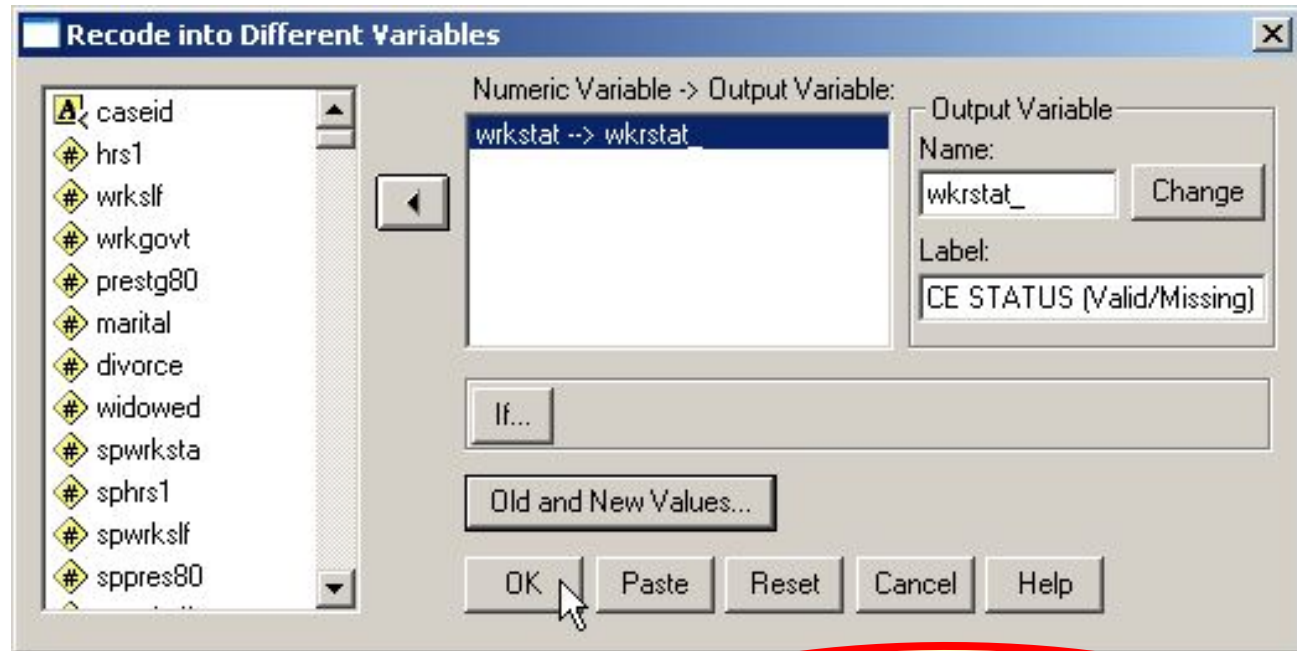 Recode into Different Variables
caseid
hrs1
wrkslf
wrkgovt
prestg80
marital
divorce
widowed
spwrksta
sphrs1
spwrkslf
sppres80
Numeric Variable -> Output Variable:
wrkstat --> wkrstat_
Output Variable
Name:
wkrstat_
Change
Label:
CE STATUS (Valid/Missing)
If...
Old and New Values...
OK
Paste
Reset
Cancel
Help